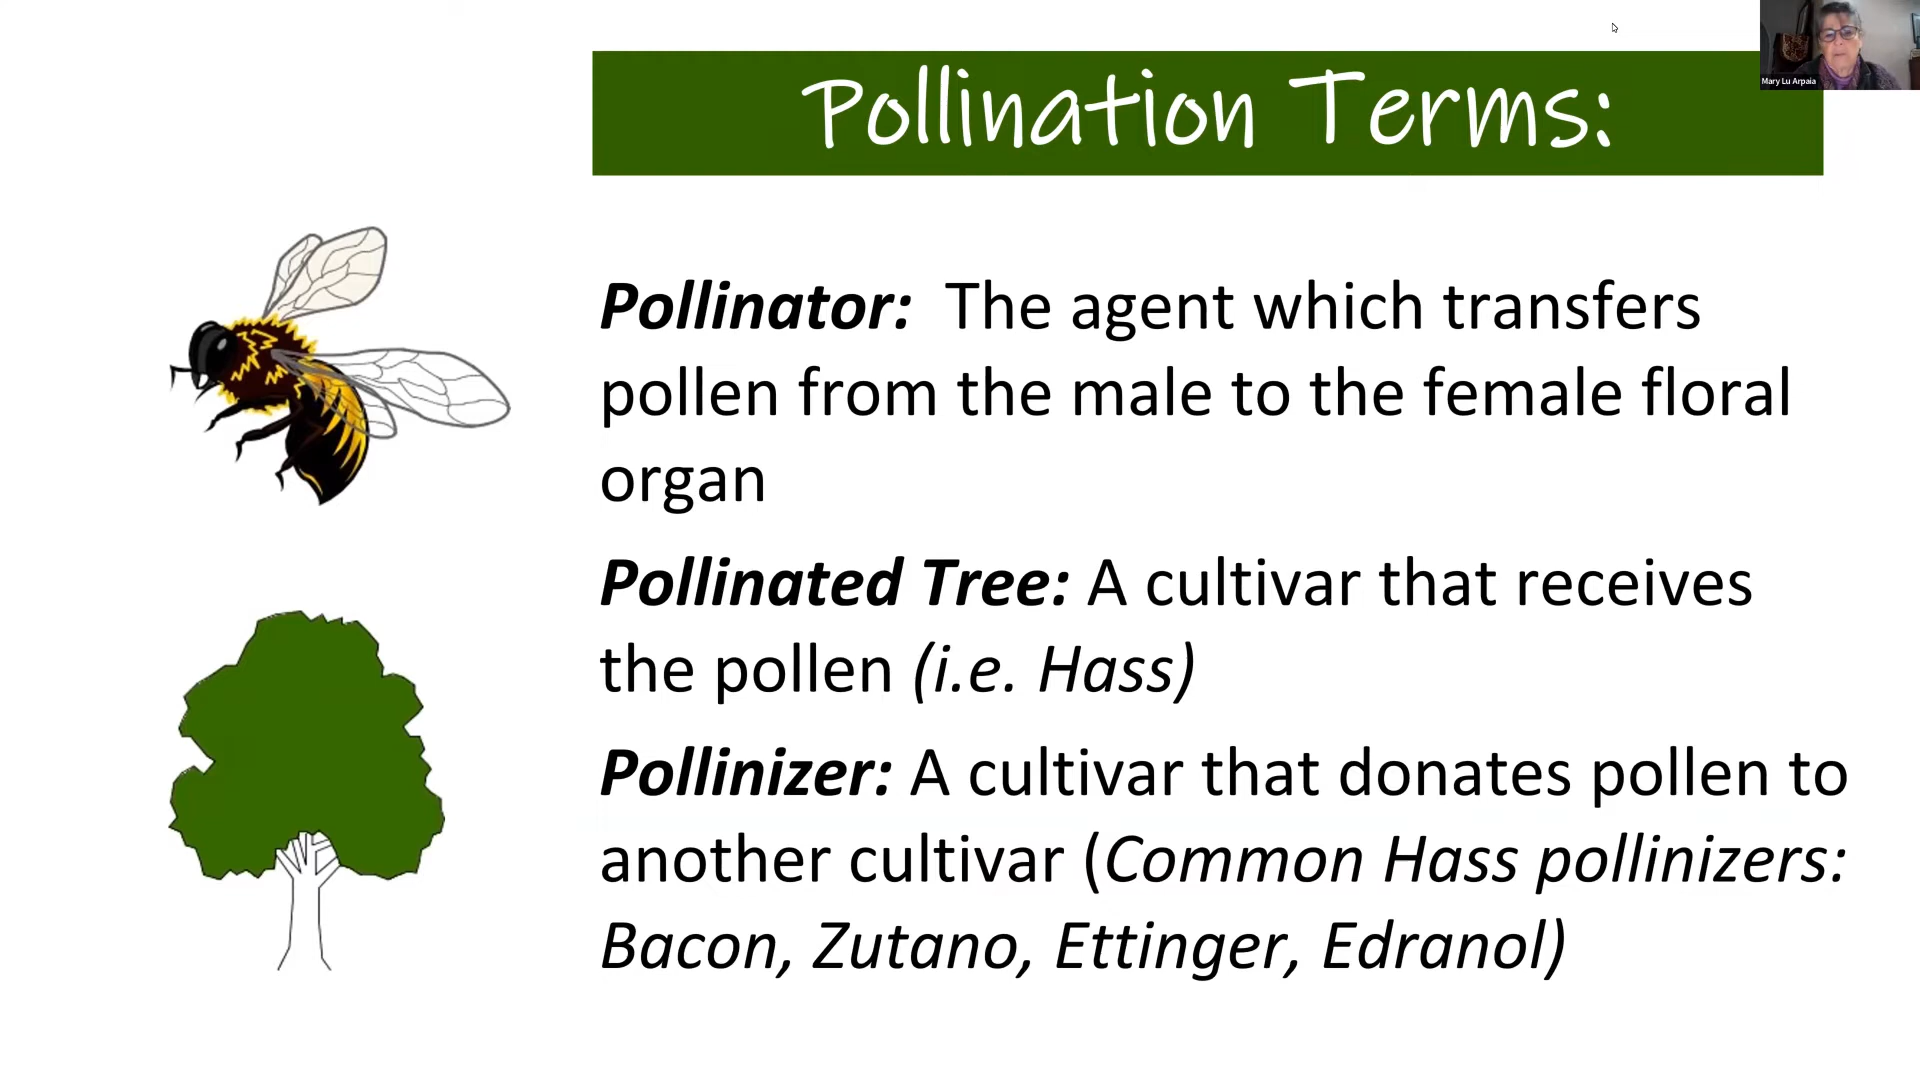 Mary Lu Arpaia
Pollination Terms:
Pollinator: The agent which transfers
pollen from the male to the female floral
organ
Pollinated Tree: A cultivar that receives
the pollen (i.e. Hass)
Pollinizer: A cultivar that donates pollen to
another cultivar (Common Hass pollinizers:
Bacon, Zutano, Ettinger, Edranol)